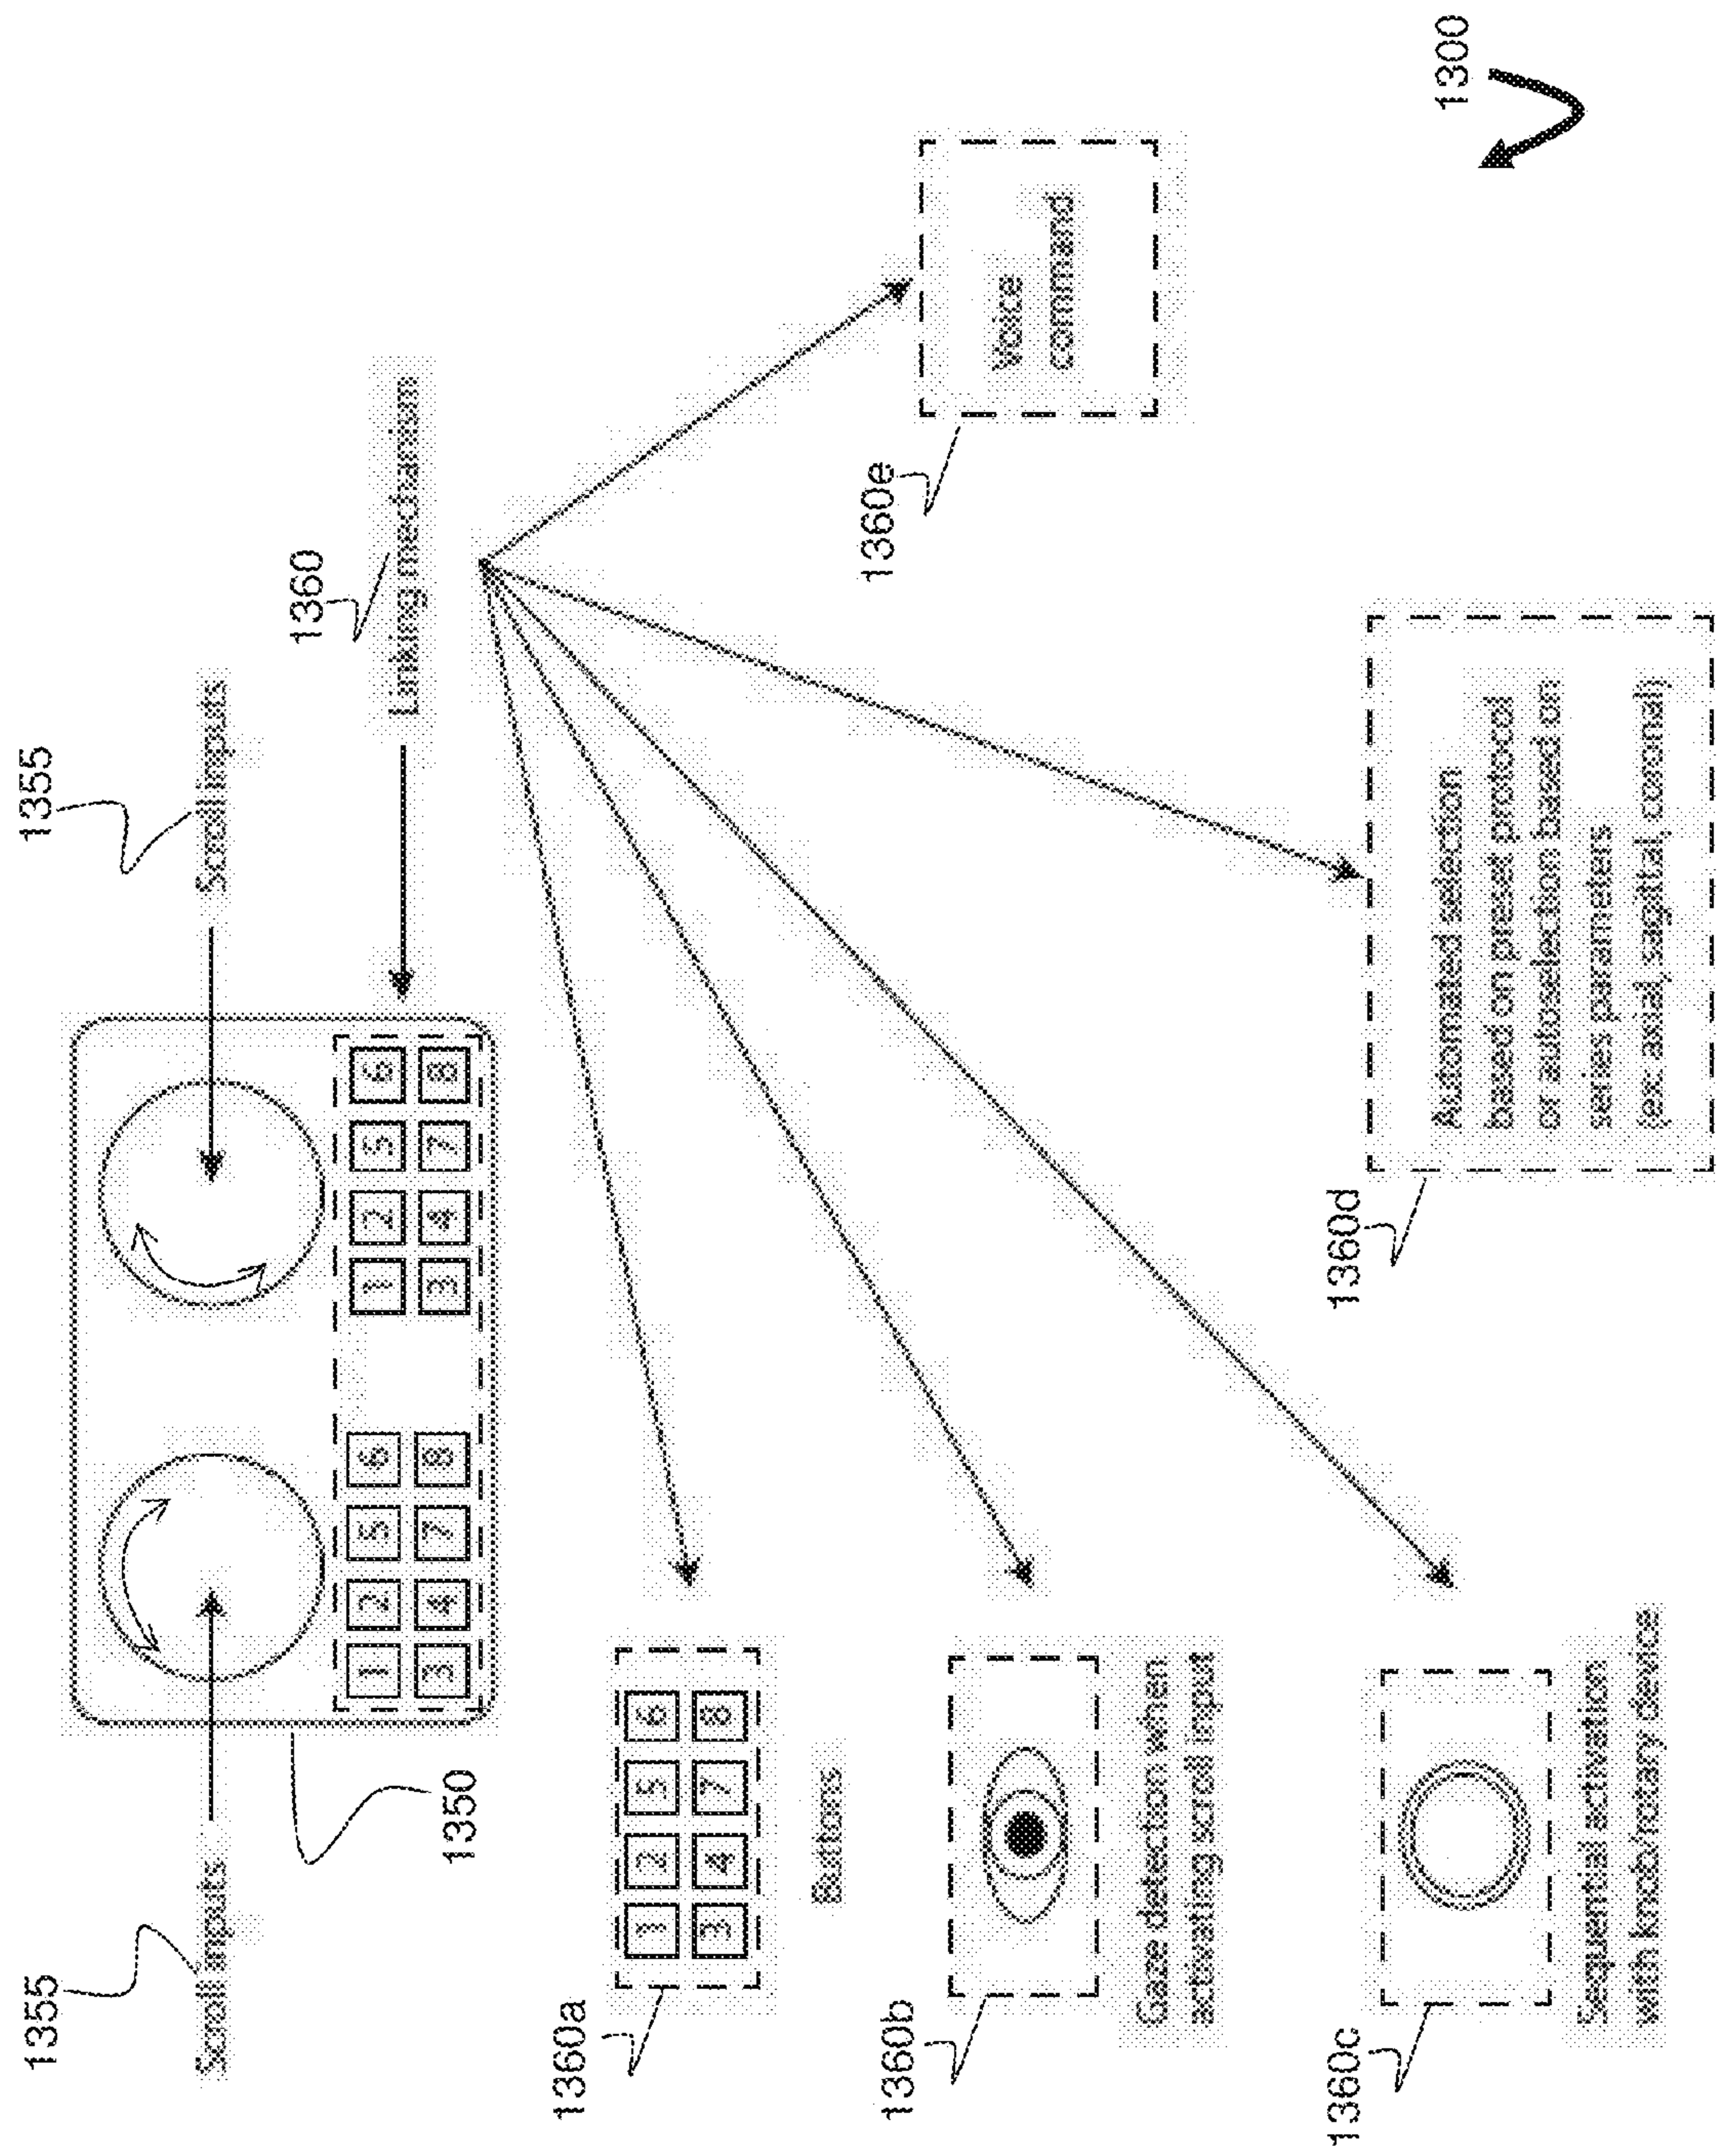 1355
Scroll inputs
1355
Scroll inputs
1350
1 2 5 6
3 4 7 8
1 2 5 6
3 4 7 8
1360
Linking mechanism
1360a
1 2 5 6
3 4 7 8
Buttons
1360b
Gaze detection when
activating scroll input
1360c
Sequential activation
with knob/rotary device
1360d
Automated selection
based on preset protocol
or autoselection based on
series parameters
(ex. axial, sagittal, coronal)
1360e
Voice
command
1300